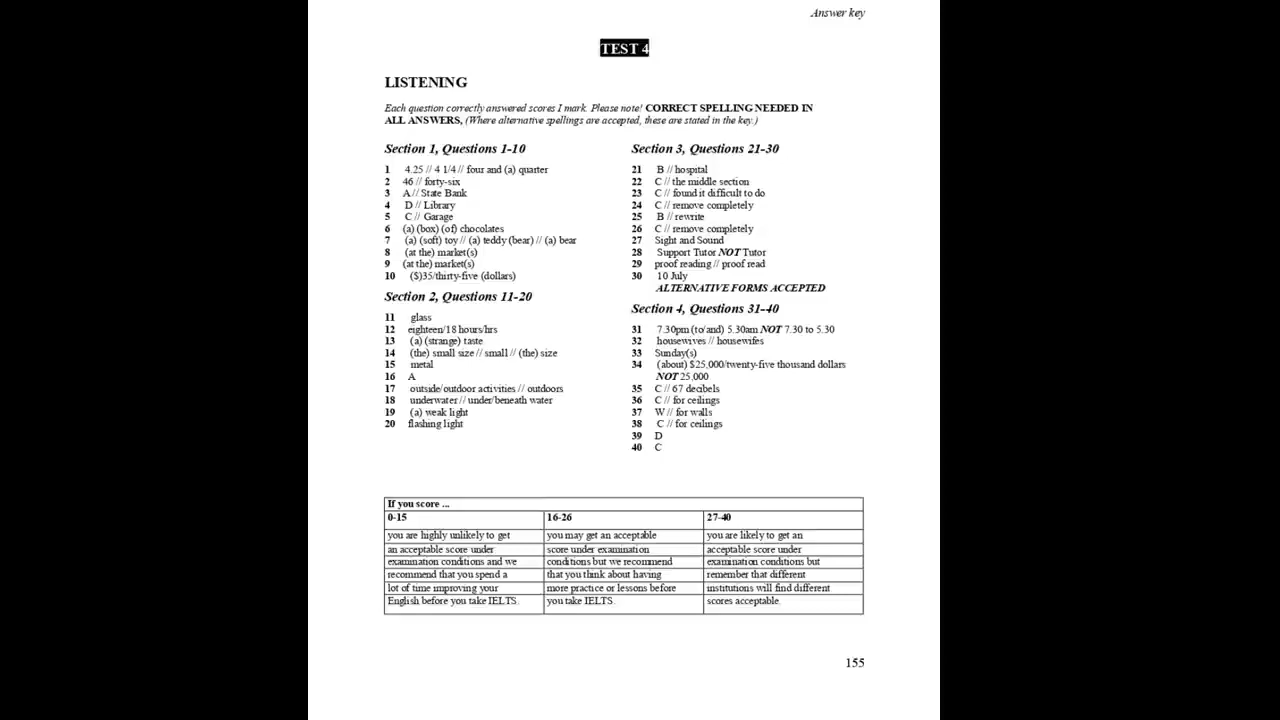 Answer key
TEST 4
LISTENING
Each question correctly answered scores I mark. Please note! CORRECT SPELLING NEEDED IN
ALL ANSWERS, (Where alternative spellings are accepted, these are stated in the key.)
Section 1, Questions 1-10
1 4.25 // 4 1/4 // four and (a) quarter
2 46 // forty-six
3 A // State Bank
4 D // Library
5 C // Garage
6 (a) (box) (of) chocolates
7 (a) (soft) toy // (a) teddy (bear) // (a) bear
8 (at the) market(s)
9 (at the) market(s)
10 ($)35/thirty-five (dollars)
Section 2, Questions 11-20
11 glass
12 eighteen/18 hours/hrs
13 (a) (strange) taste
14 (the) small size // small // (the) size
15 metal
16 A
17 outside/outdoor activities // outdoors
18 underwater // under/beneath water
19 (a) weak light
20 flashing light
Section 3, Questions 21-30
21 B // hospital
22 C // the middle section
23 C // found it difficult to do
24 C // remove completely
25 B // rewrite
26 C // remove completely
27 Sight and Sound
28 Support Tutor NOT Tutor
29 proof reading // proof read
30 10 July
ALTERNATIVE FORMS ACCEPTED
Section 4, Questions 31-40
31 7.30pm (to/and) 5.30am NOT 7.30 to 5.30
32 housewives // housewifes
33 Sunday(s)
34 (about) $25,000/twenty-five thousand dollars
NOT 25,000
35 C // 67 decibels
36 C // for ceilings
37 W // for walls
38 C // for ceilings
39 D
40 C
If you score ...
0-15 16-26 27-40
you are highly unlikely to get you may get an acceptable you are likely to get an
an acceptable score under score under examination acceptable score under
examination conditions and we conditions but we recommend examination conditions but
recommend that you spend a that you think about having remember that different
lot of time improving your more practice or lessons before institutions will find different
English before you take IELTS. you take IELTS. scores acceptable.
155